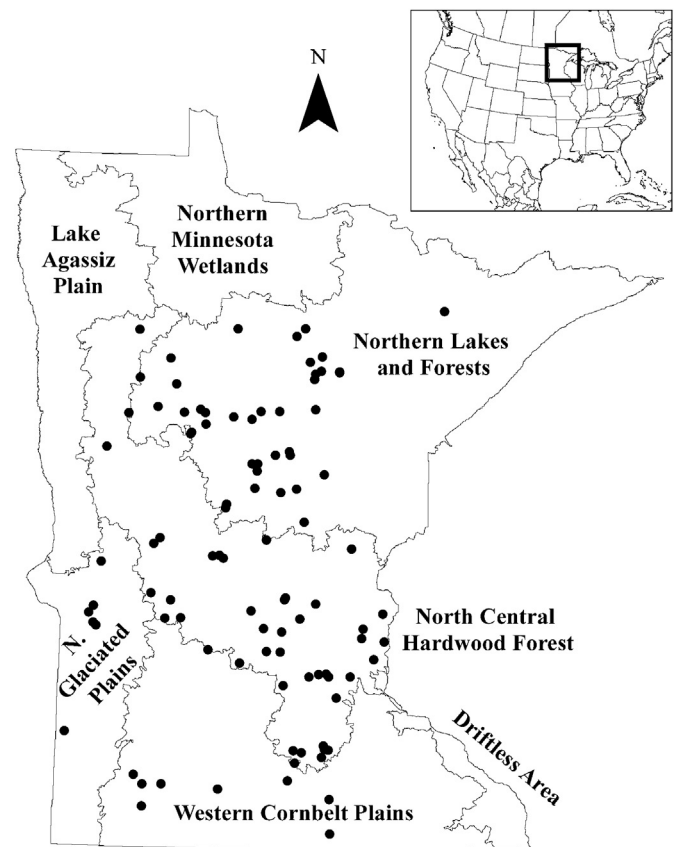 N
Northern
Minnesota
Wetlands
Lake
Agassiz
Plain
Northern Lakes
and Forests
North Central
Hardwood Forest
N.
Glaciated
Plains
Driftless Area
Western Cornbelt Plains